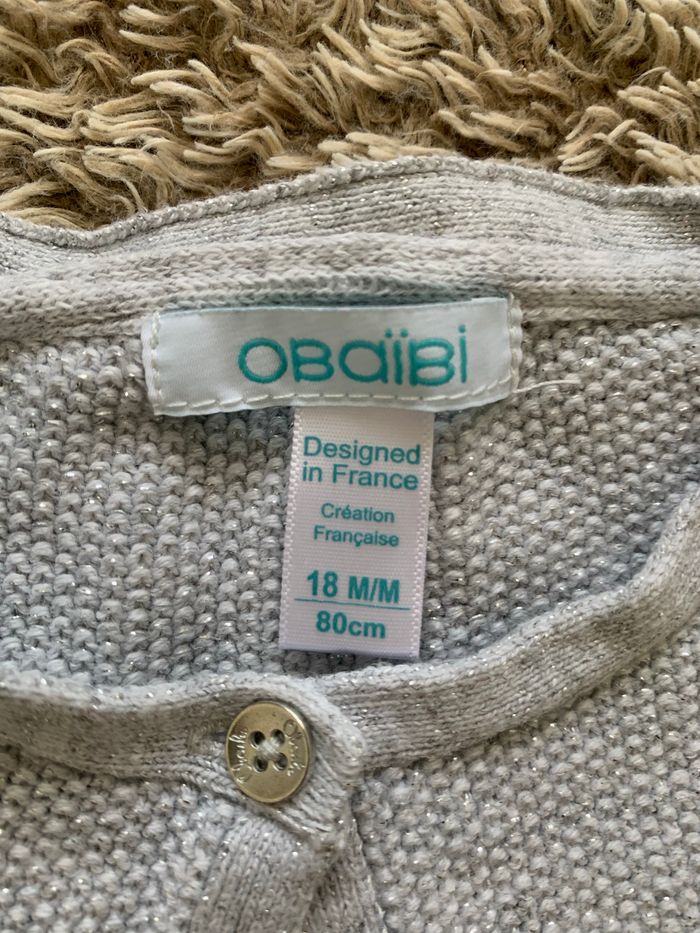 OBaïBi
Designed
in France
Création
Française
18 M/M
80cm